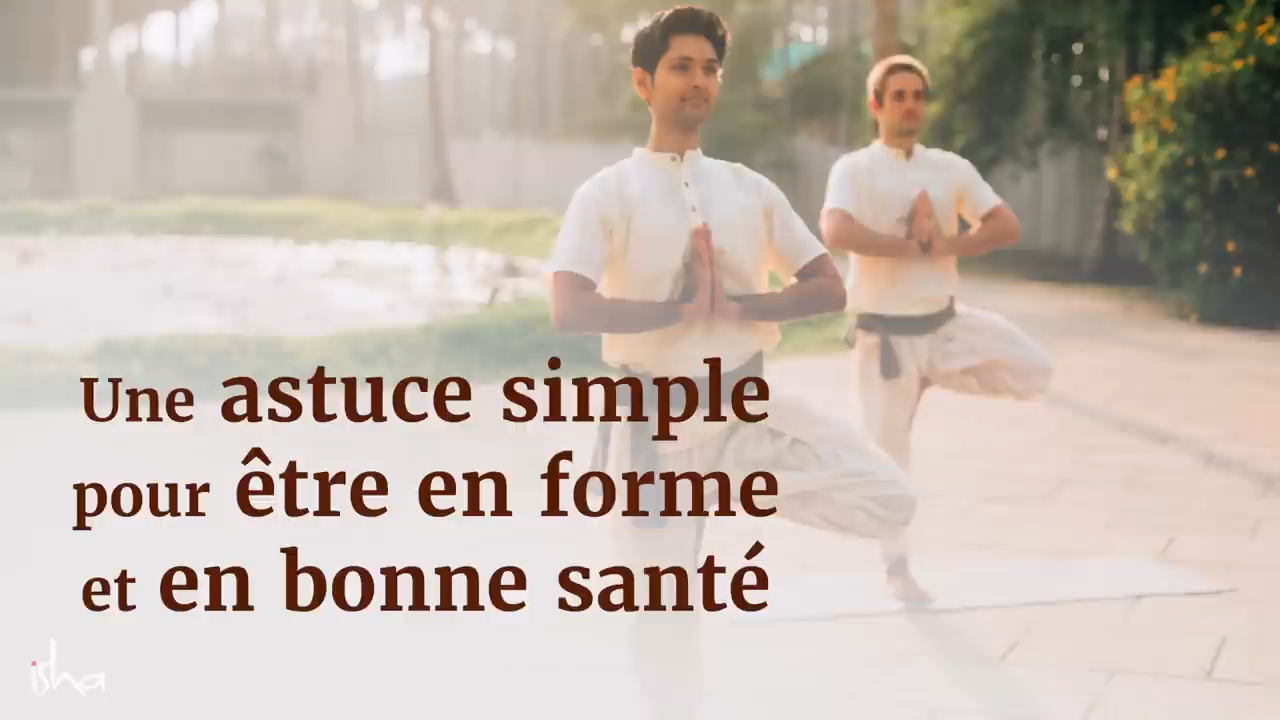 Une astuce simple
pour être en forme
et en bonne santé
isha